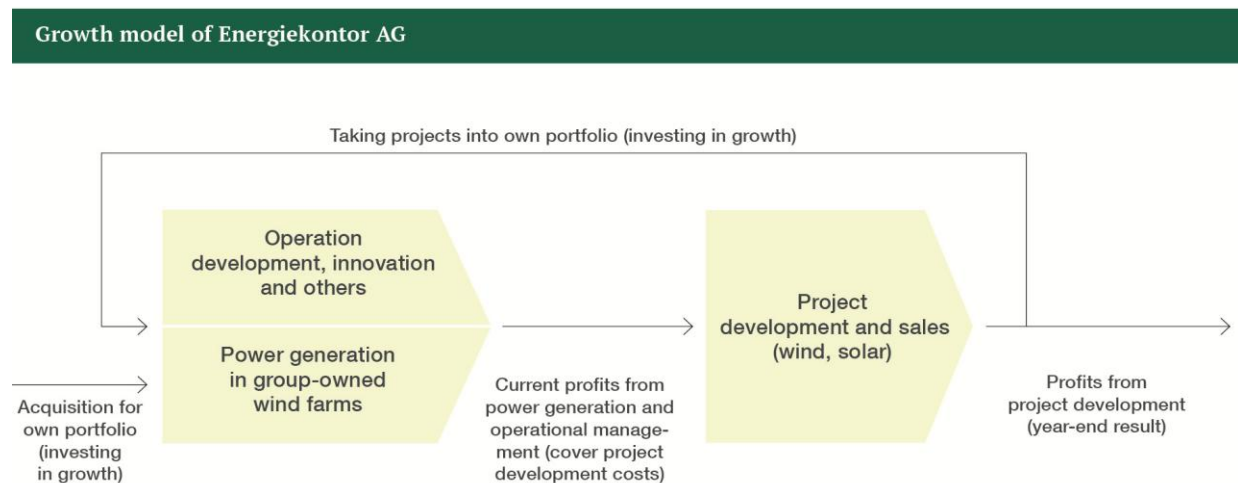 Growth model of Energiekontor AG
Taking projects into own portfolio (investing in growth)
Operation
development, innovation
and others
Power generation
in group-owned
wind farms
Project
development and sales
(wind, solar)
Acquisition for
own portfolio
(investing
in growth)
Current profits from
power generation and
operational manage-
ment (cover project
development costs)
Profits from
project development
(year-end result)